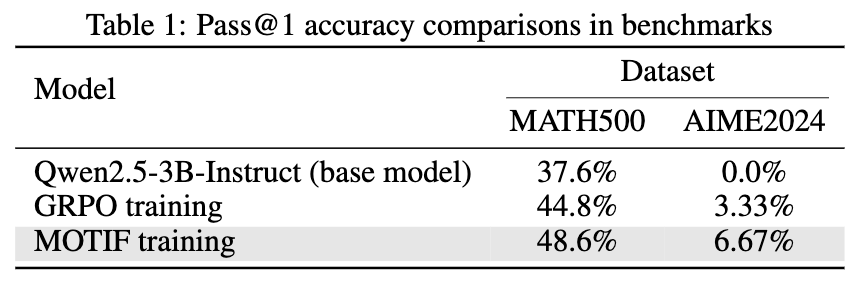 Table 1: Pass@1 accuracy comparisons in benchmarks
Model
Dataset
MATH500 AIME2024
Qwen2.5-3B-Instruct (base model) 37.6% 0.0%
GRPO training 44.8% 3.33%
MOTIF training 48.6% 6.67%